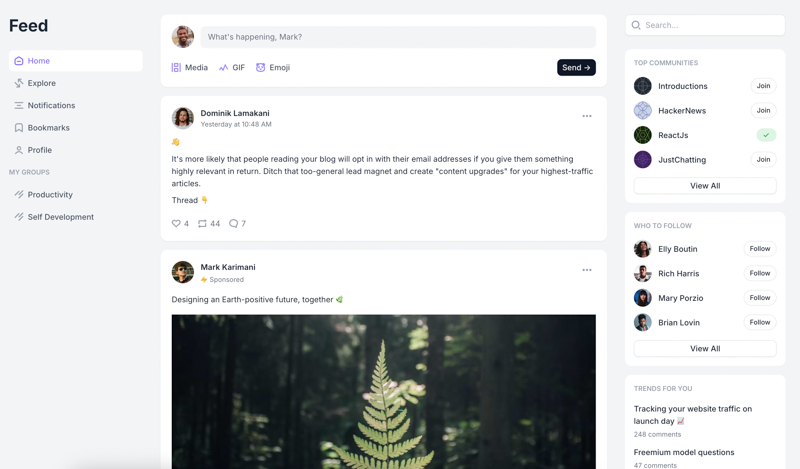 Feed
Home
Explore
Notifications
Bookmarks
Profile
MY GROUPS
Productivity
Self Development
What's happening, Mark?
Media
GIF
Emoji
Send →
Dominik Lamakani
Yesterday at 10:48 AM
👋
It's more likely that people reading your blog will opt in with their email addresses if you give them something
highly relevant in return. Ditch that too-general lead magnet and create "content upgrades" for your highest-traffic
articles.
Thread 👇
4
44
7
Mark Karimani
Sponsored
Designing an Earth-positive future, together 🌿
Search...
TOP COMMUNITIES
Introductions
Join
HackerNews
Join
ReactJs
JustChatting
Join
View All
WHO TO FOLLOW
Elly Boutin
Follow
Rich Harris
Follow
Mary Porzio
Follow
Brian Lovin
Follow
View All
TRENDS FOR YOU
Tracking your website traffic on
launch day 📈
248 comments
Freemium model questions
47 comments